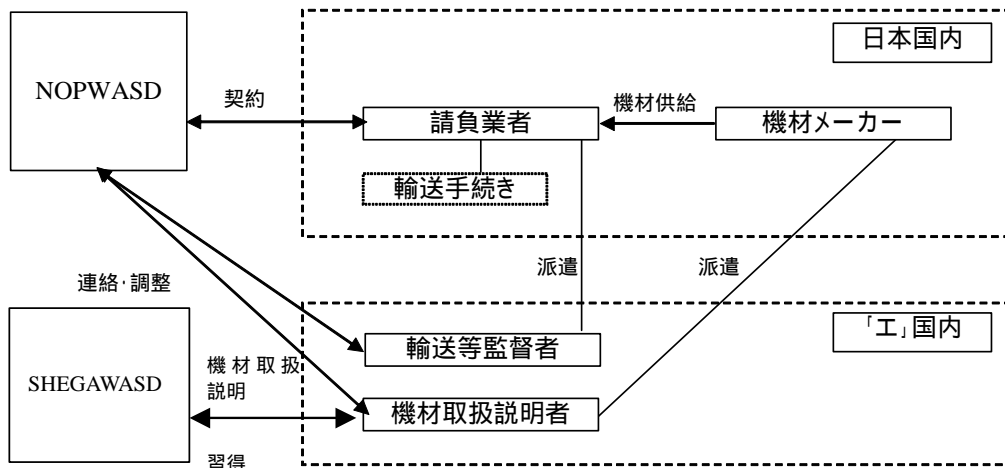 日本国内
NOPWASD
契約
請負業者
機材供給
機材メーカー
輸送手続き
派遣
派遣
連絡・調整
「エ」国内
輸送等監督者
SHEGAWASD
機材取扱
説明
機材取扱説明者
習得